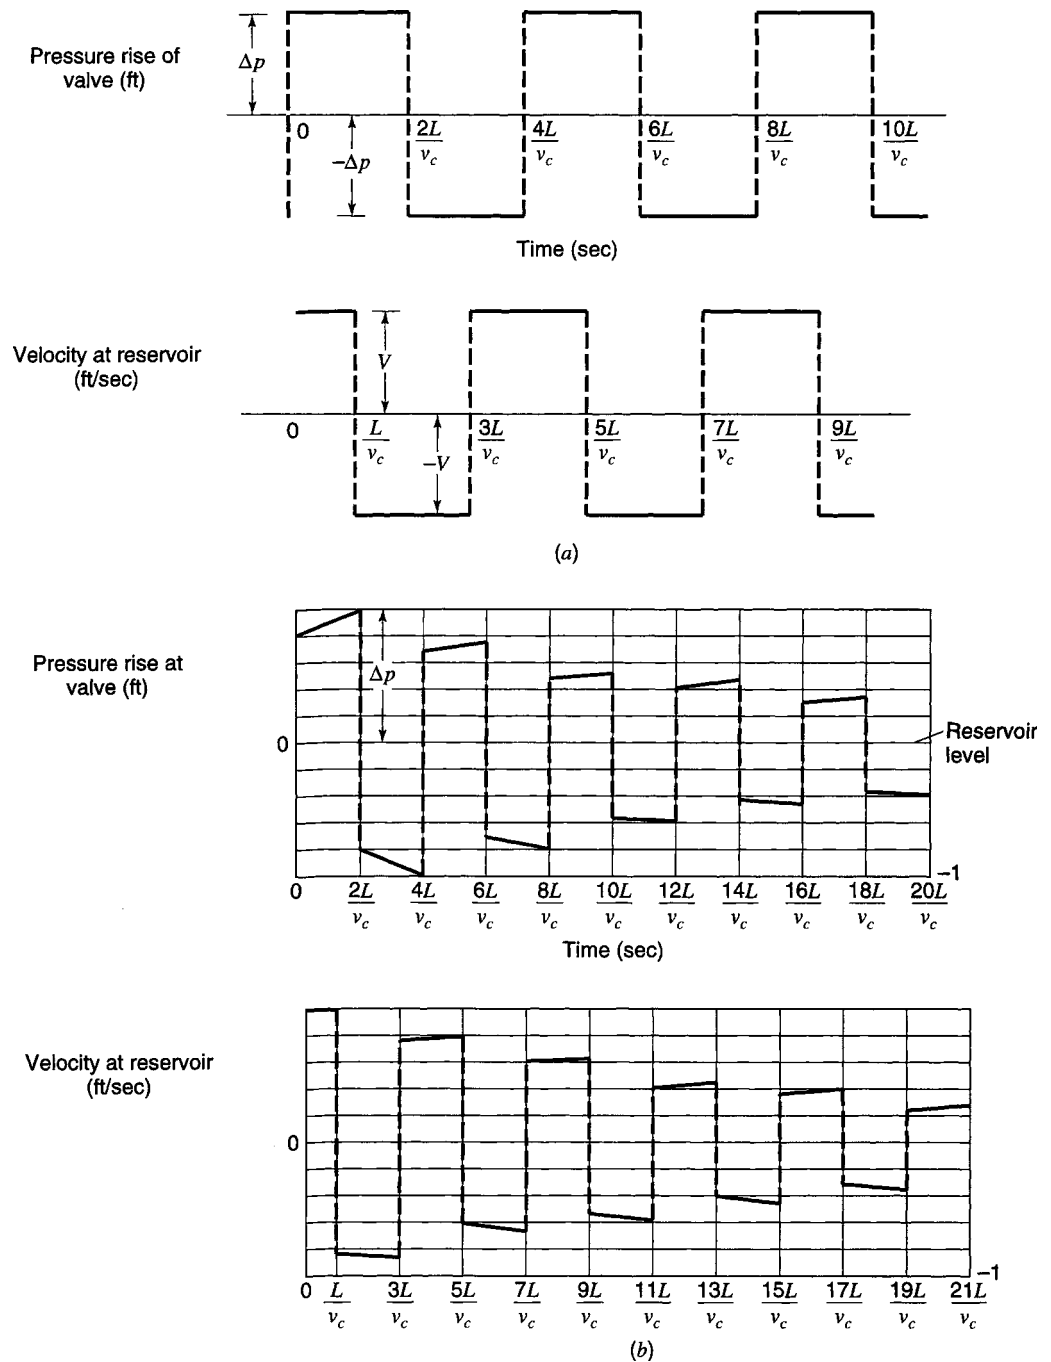 Pressure rise of
valve (ft)
Δp
0
−Δp
2L/v_c 4L/v_c 6L/v_c 8L/v_c 10L/v_c
Time (sec)
Velocity at reservoir
(ft/sec)
V
0
L/v_c
−V
3L/v_c 5L/v_c 7L/v_c 9L/v_c
(a)
Pressure rise at
valve (ft)
Δp
0
Reservoir
level
−1
0 2L/v_c 4L/v_c 6L/v_c 8L/v_c 10L/v_c 12L/v_c 14L/v_c 16L/v_c 18L/v_c 20L/v_c
Time (sec)
Velocity at reservoir
(ft/sec)
0
−1
0 L/v_c 3L/v_c 5L/v_c 7L/v_c 9L/v_c 11L/v_c 13L/v_c 15L/v_c 17L/v_c 19L/v_c 21L/v_c
(b)